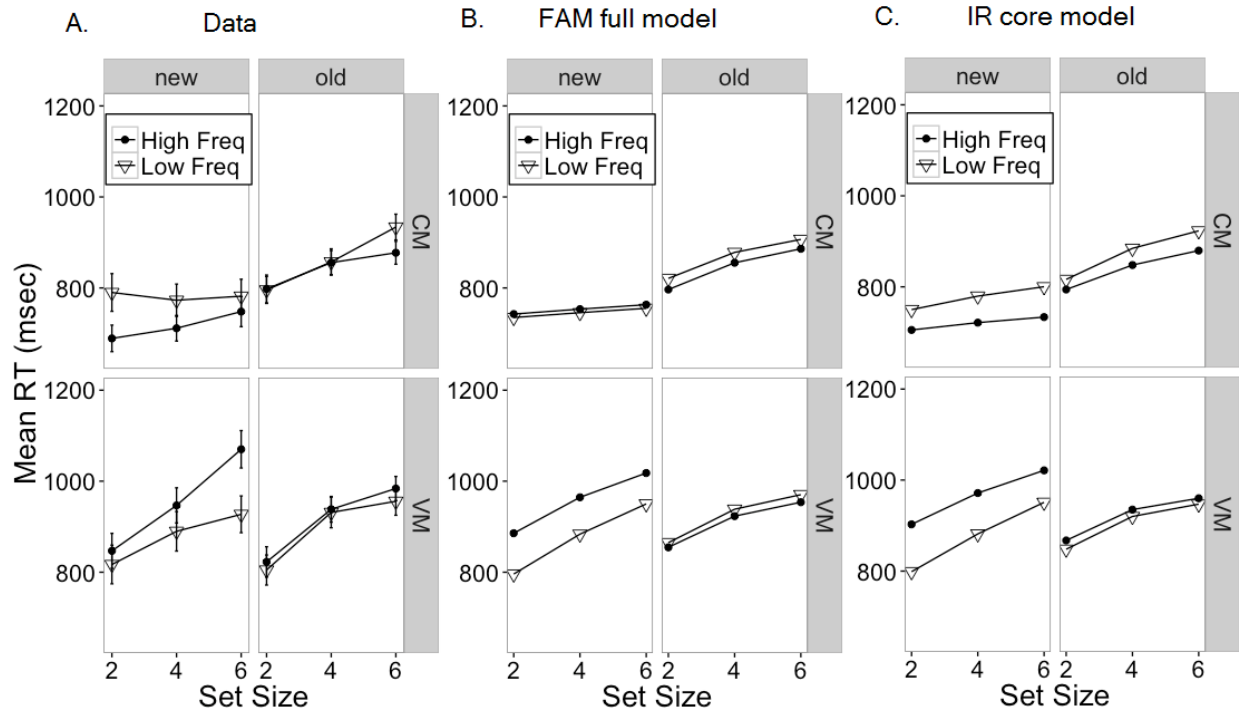 A. Data
B. FAM full model
C. IR core model
new old
new old
new old
Mean RT (msec)
1200
1000
800
High Freq
Low Freq
CM
High Freq
Low Freq
CM
1200
1000
800
High Freq
Low Freq
CM
1200
1000
800
VM
VM
1200
1000
800
VM
1200
1000
800
1200
1000
800
2 4 6 2 4 6
2 4 6 2 4 6
2 4 6 2 4 6
Set Size
Set Size
Set Size